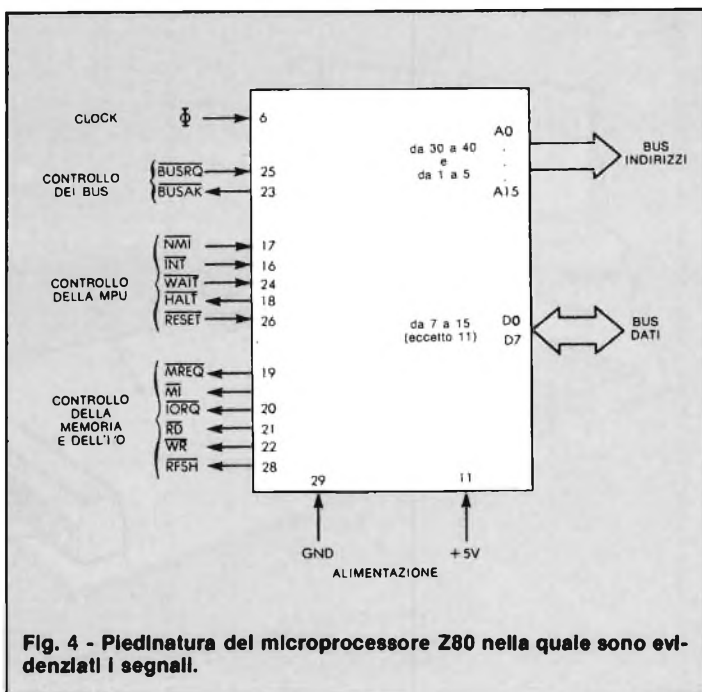 CLOCK Φ 6
CONTROLLO DEI BUS
BUSRQ 25
BUSAK 23
CONTROLLO DELLA MPU
NMI 17
INT 16
WAIT 24
HALT 18
RESET 26
CONTROLLO DELLA MEMORIA E DELL'I/O
MREQ 19
MI
IORQ 20
RD 21
WR 22
RFSH 28
da 30 a 40
e
da 1 a 5
A0
.
.
.
A15
BUS INDIRIZZI
da 7 a 15
(eccetto 11)
D0
D7
BUS DATI
29
11
GND
+5V
ALIMENTAZIONE
Fig. 4 - Piedinatura del microprocessore Z80 nella quale sono evi-
denziati i segnali.